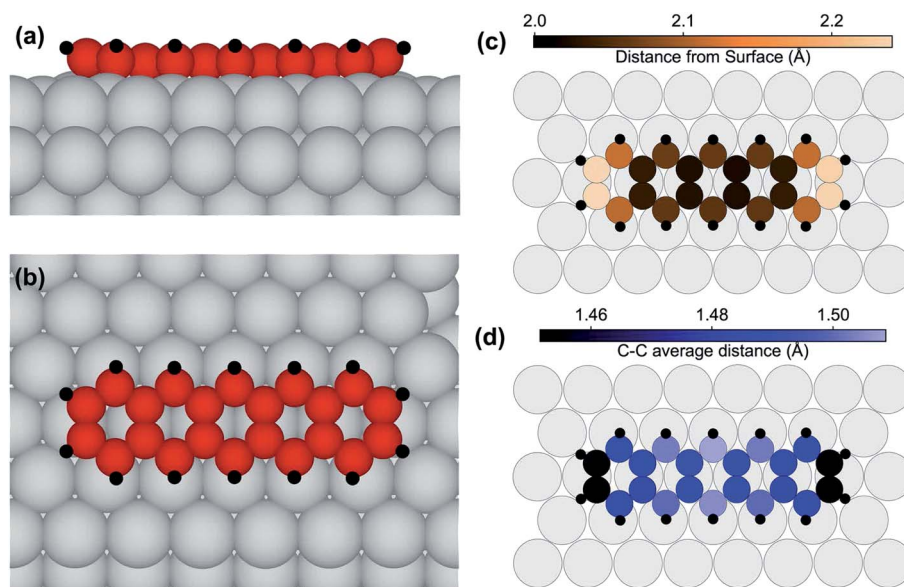 (a)
(b)
(c)
2.0 2.1 2.2
Distance from Surface (Å)
(d)
1.46 1.48 1.50
C-C average distance (Å)